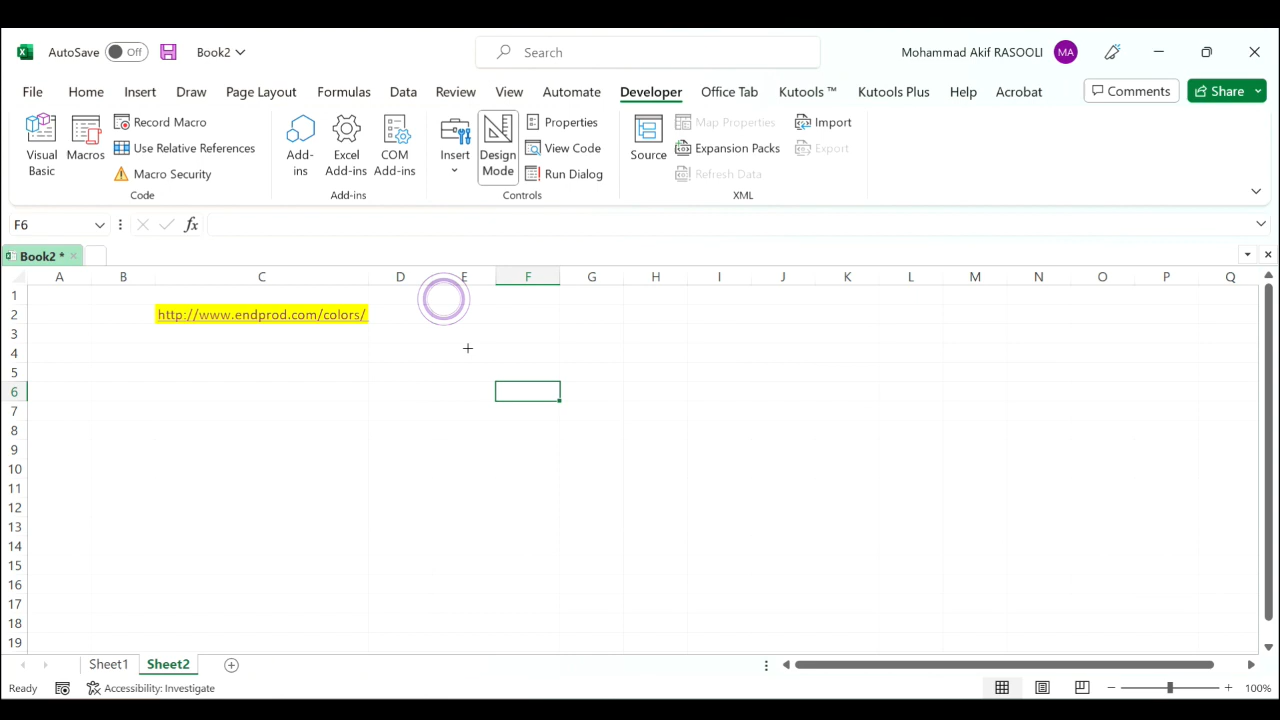 AutoSave Off Book2 Search Mohammad Akif RASOOLI MA
File Home Insert Draw Page Layout Formulas Data Review View Automate Developer Office Tab Kutools ™ Kutools Plus Help Acrobat Comments Share
Visual Basic
Macros
Record Macro
Use Relative References
Macro Security
Code
Add-ins
Excel Add-ins
COM Add-ins
Add-ins
Insert
Design Mode
Properties
View Code
Run Dialog
Controls
Source
Map Properties
Expansion Packs
Refresh Data
Import
Export
XML
F6 fx
Book2 *
A B C D E F G H I J K L M N O P Q
1
2 http://www.endprod.com/colors/
3
4
5
6
7
8
9
10
11
12
13
14
15
16
17
18
19
Sheet1 Sheet2
Ready Accessibility: Investigate 100%